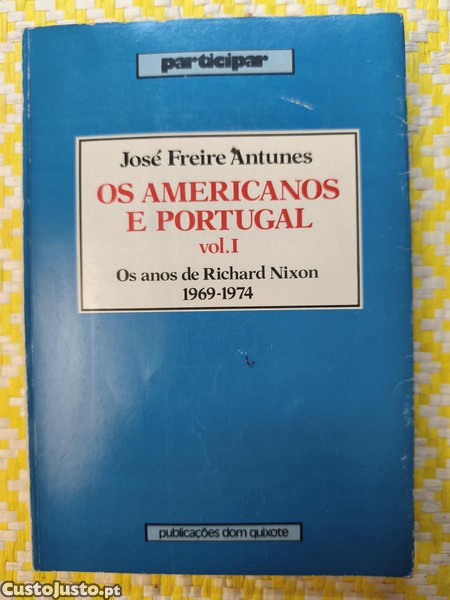 participar
José Freire Antunes
OS AMERICANOS
E PORTUGAL
vol. I
Os anos de Richard Nixon
1969-1974
publicações dom quixote
CustoJusto.pt